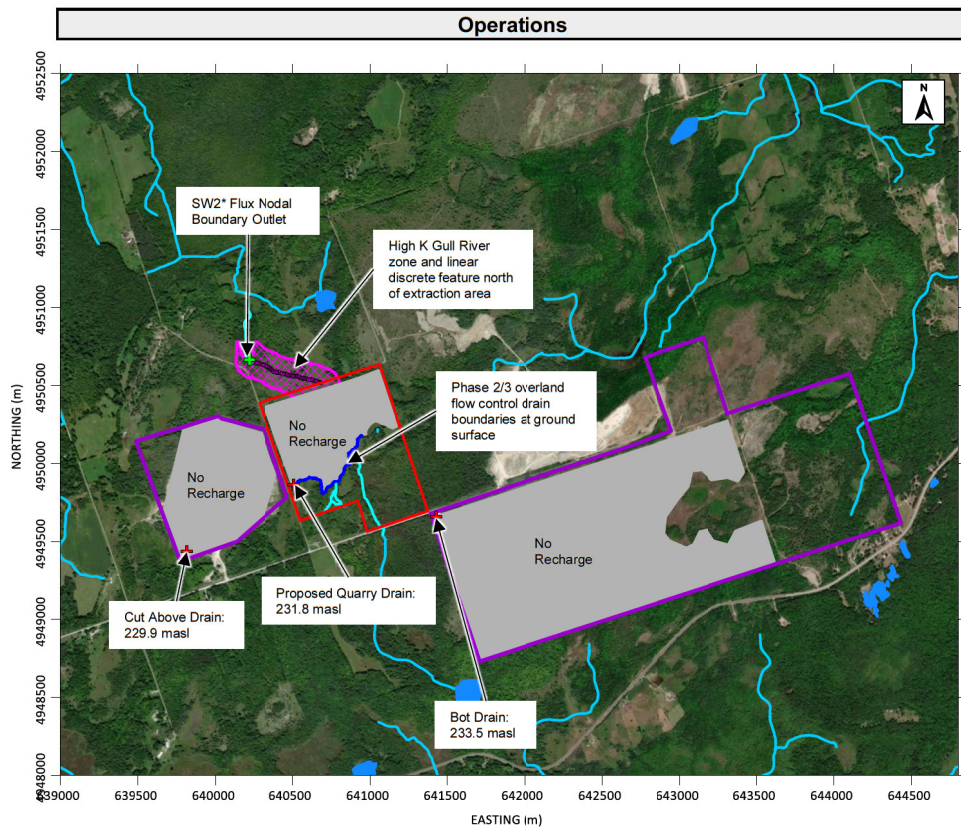 Operations
N
SW2* Flux Nodal
Boundary Outlet
High K Gull River
zone and linear
discrete feature north
of extraction area
Phase 2/3 overland
flow control drain
boundaries at ground
surface
No
Recharge
No
Recharge
No
Recharge
Cut Above Drain:
229.9 masl
Proposed Quarry Drain:
231.8 masl
Bot Drain:
233.5 masl
NORTHING (m)
4952500
4952000
4951500
4951000
4950500
4950000
4949500
4949000
4948500
4948000
639000 639500 640000 640500 641000 641500 642000 642500 643000 643500 644000 644500
EASTING (m)